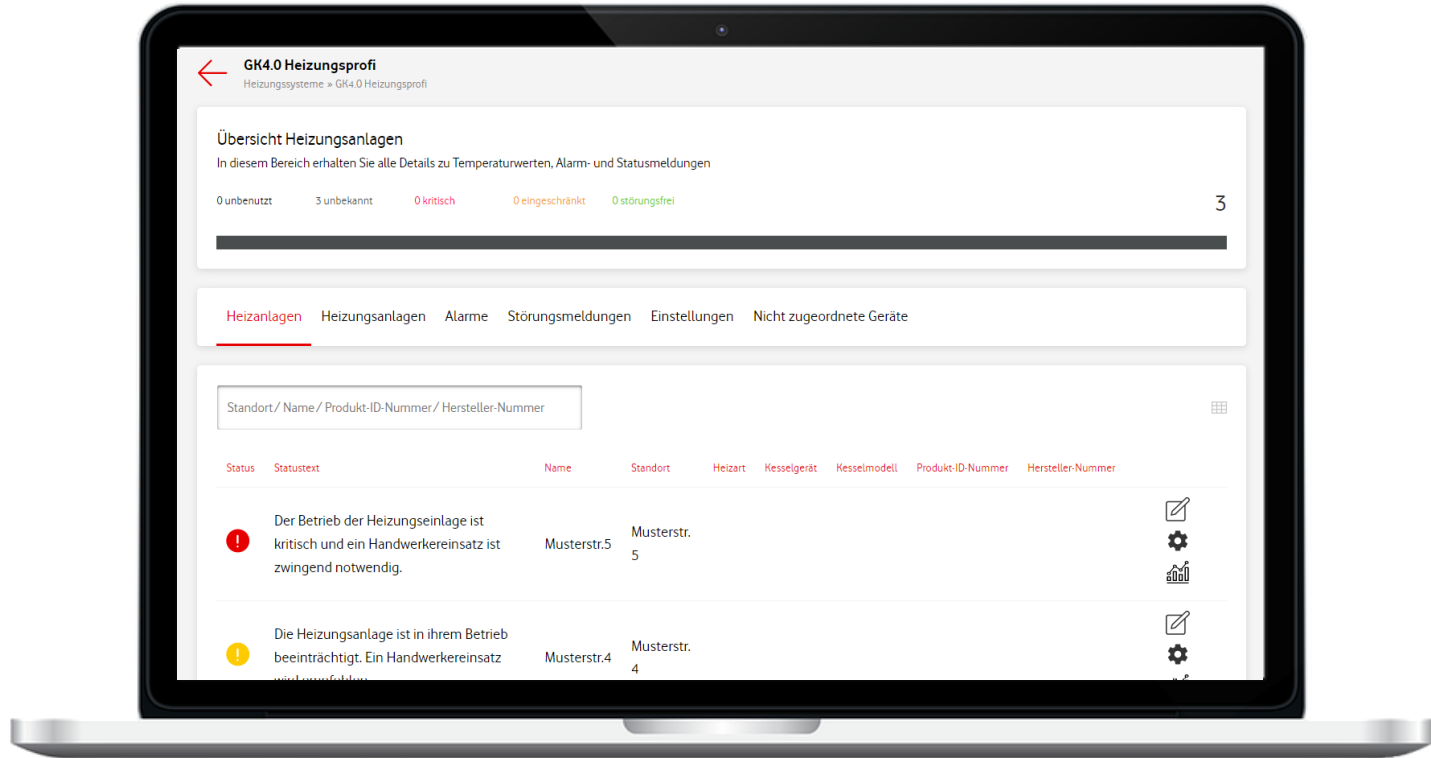 GK4.0 Heizungsprofi
Heizungssysteme » GK4.0 Heizungsprofi
Übersicht Heizungsanlagen
In diesem Bereich erhalten Sie alle Details zu Temperaturwerten, Alarm- und Statusmeldungen
0 unbenutzt 3 unbekannt 0 kritisch 0 eingeschränkt 0 störungsfrei 3
Heizanlagen Heizungsanlagen Alarme Störungsmeldungen Einstellungen Nicht zugeordnete Geräte
Standort / Name / Produkt-ID-Nummer / Hersteller-Nummer
Status Statustext Name Standort Heizart Kesselgerät Kesselmodell Produkt-ID-Nummer Hersteller-Nummer
Der Betrieb der Heizungseinlage ist
kritisch und ein Handwerkereinsatz ist
zwingend notwendig.
Musterstr.5
Musterstr.
5
Die Heizungsanlage ist in ihrem Betrieb
beeinträchtigt. Ein Handwerkereinsatz
Musterstr.4
Musterstr.
4